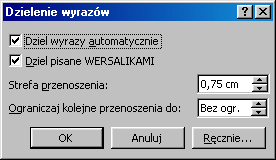 Dzielenie wyrazów
Dziel wyrazy automatycznie
Dziel pisane WERSALIKAMI
Strefa przenoszenia: 0,75 cm
Ograniczaj kolejne przenoszenia do: Bez ogr.
OK Anuluj Ręcznie...